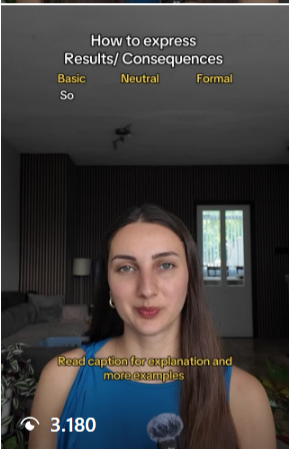 How to express
Results/ Consequences
Basic Neutral Formal
So
Read caption for explanation and
more examples
3.180